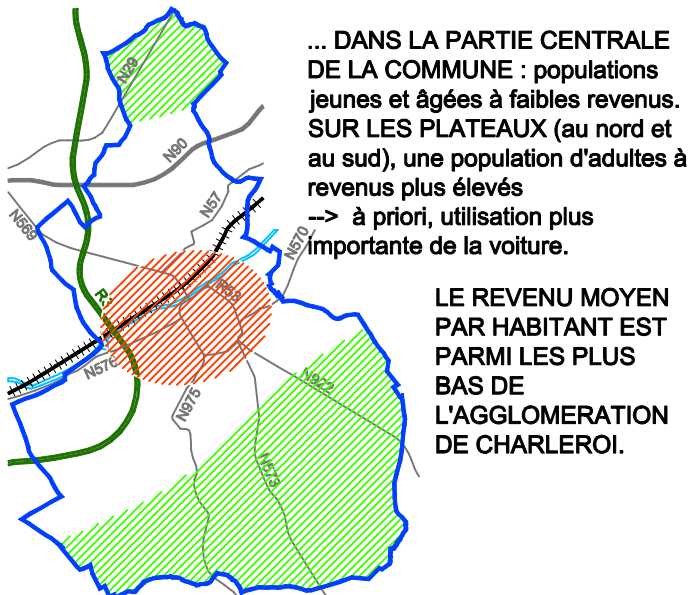 ... DANS LA PARTIE CENTRALE
DE LA COMMUNE : populations
jeunes et âgées à faibles revenus.
SUR LES PLATEAUX (au nord et
au sud), une population d'adultes à
revenus plus élevés
--> à priori, utilisation plus
importante de la voiture.
LE REVENU MOYEN
PAR HABITANT EST
PARMI LES PLUS
BAS DE
L'AGGLOMERATION
DE CHARLEROI.
N29
N90
N57
N569
N570
R3
R53
N576
N975
N922
N573